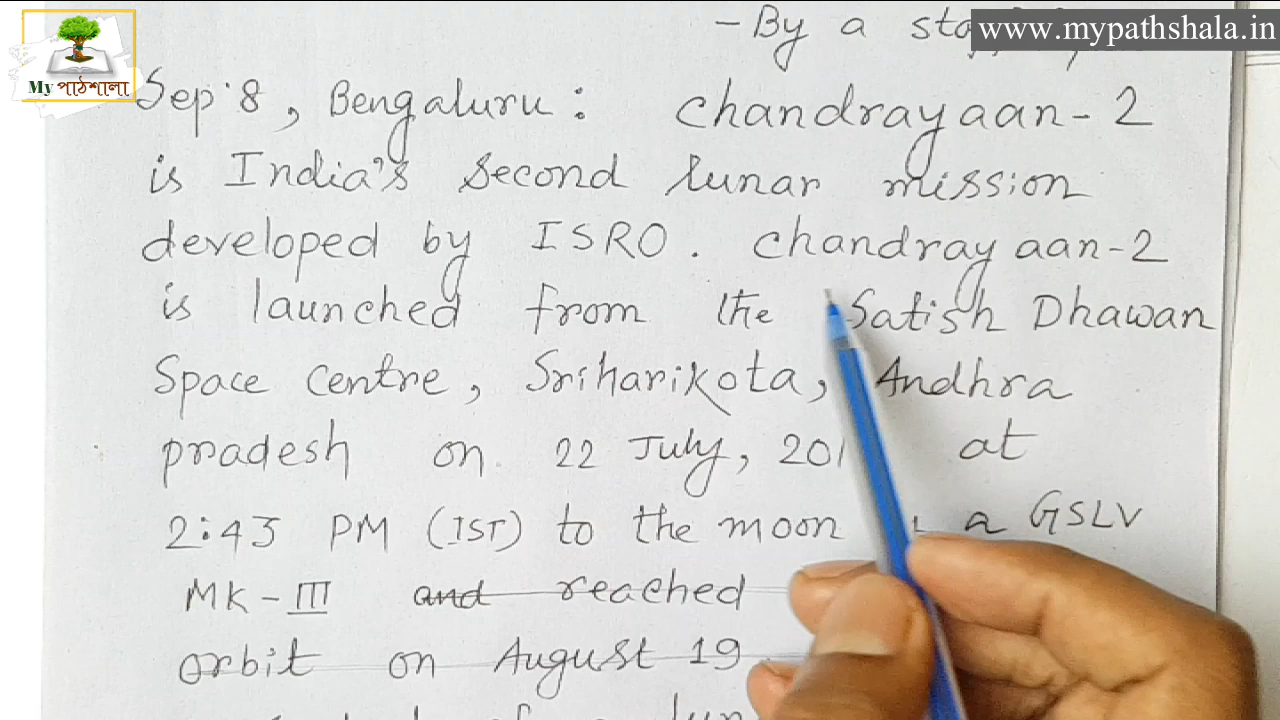 My পাঠশালা
www.mypathshala.in
- By a
Sep 8, Bengaluru: Chandrayaan-2
is India's second lunar mission
developed by ISRO. Chandrayaan-2
is launched from the Satish Dhawan
Space Centre, Sriharikota, Andhra
pradesh on 22 July, 201 at
2:43 PM (IST) to the moon a GSLV
MK-III and reached
orbit on August 19
of a